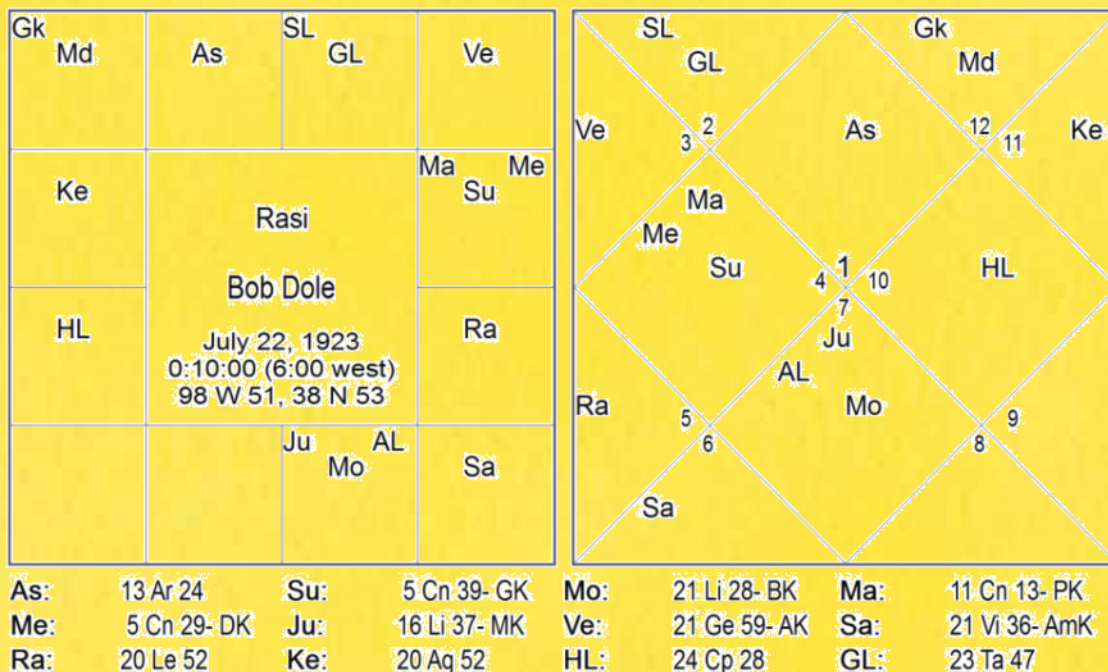 Gk
Md
As
SL
GL
Ve
Ke
Ma Me
Su
Rasi
Bob Dole
July 22, 1923
0:10:00 (6:00 west)
98 W 51, 38 N 53
HL
Ra
Ju AL
Mo
Sa
SL
GL
Gk
Md
Ve
3
2
As
12
11
Ke
Ma
Me
Su
4
1
10
7
HL
Ju
AL
Mo
Ra
5
6
9
8
Sa
As: 13 Ar 24 Su: 5 Cn 39- GK Mo: 21 Li 28- BK Ma: 11 Cn 13- PK
Me: 5 Cn 29- DK Ju: 16 Li 37- MK Ve: 21 Ge 59- AK Sa: 21 Vi 36- AmK
Ra: 20 Le 52 Ke: 20 Aq 52 HL: 24 Cp 28 GL: 23 Ta 47